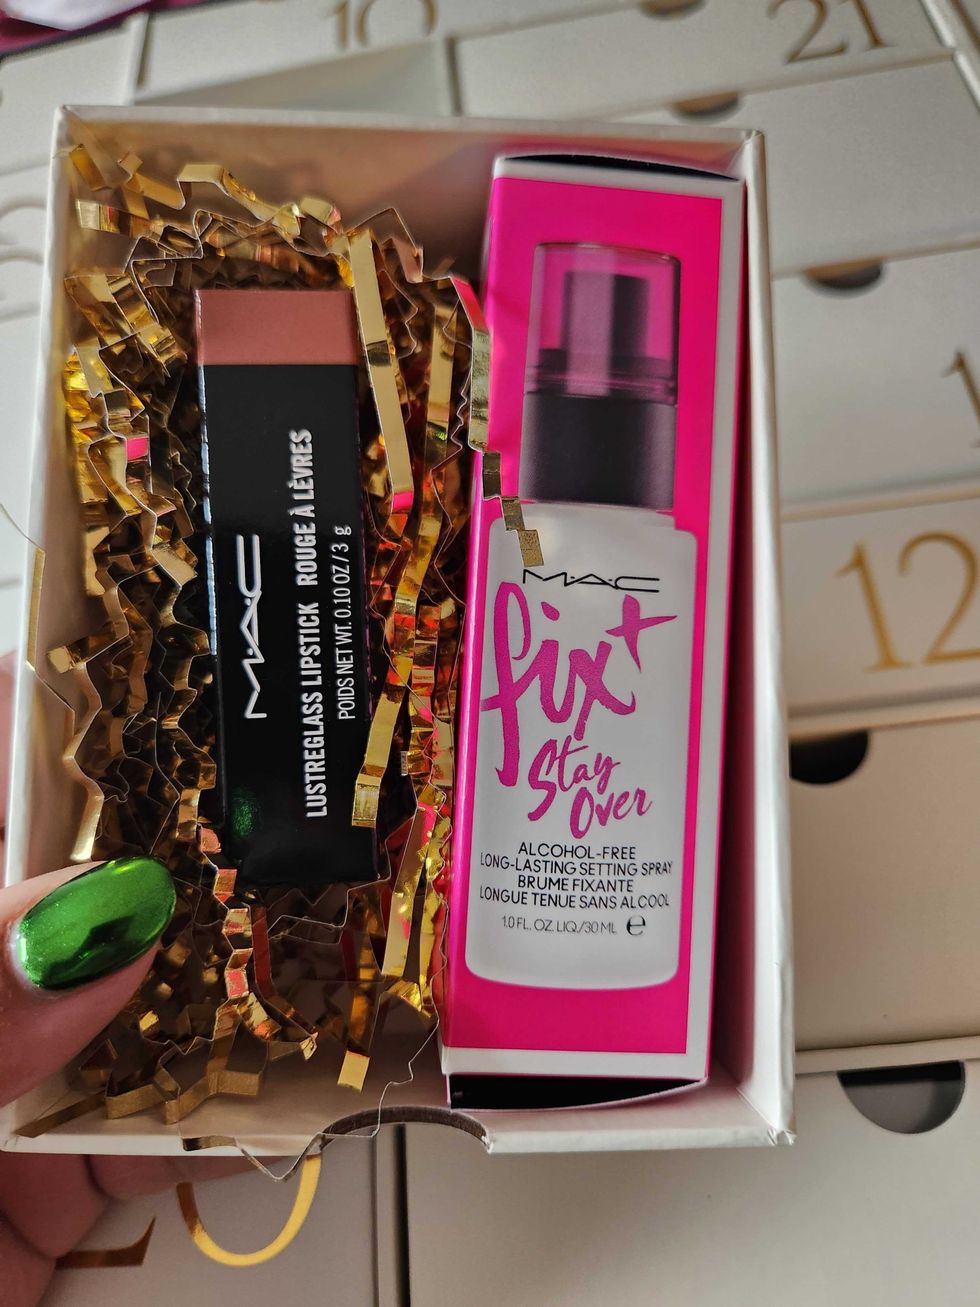 10
21
12
M·A·C
LUSTREGLASS LIPSTICK ROUGE À LÈVRES
POIDS NET WT. 0.10 OZ/3 g
M·A·C
fix+
Stay
Over
ALCOHOL-FREE
LONG-LASTING SETTING SPRAY
BRUME FIXANTE
LONGUE TENUE SANS ALCOOL
1.0 FL. OZ. LIQ./30 ML ℮